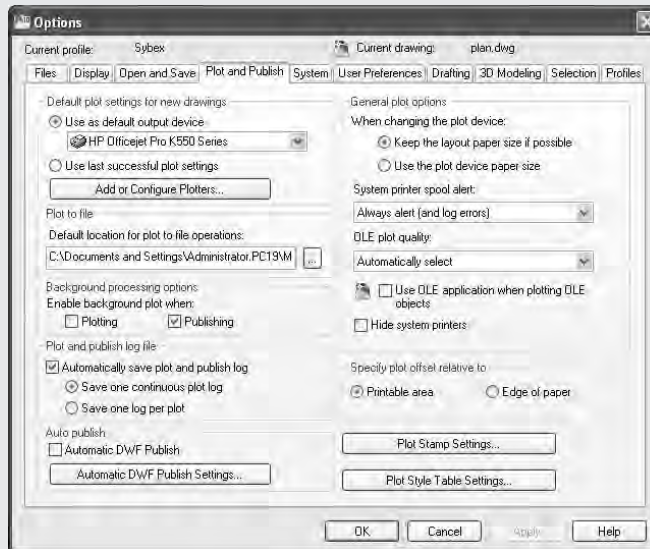 Options
Current profile: Sybex Current drawing: plan.dwg
Files Display Open and Save Plot and Publish System User Preferences Drafting 3D Modeling Selection Profiles
Default plot settings for new drawings
Use as default output device
HP Officejet Pro K550 Series
Use last successful plot settings
Add or Configure Plotters...
Plot to file
Default location for plot to file operations:
C:\Documents and Settings\Administrator.PC19\M ...
Background processing options
Enable background plot when:
Plotting Publishing
Plot and publish log file
Automatically save plot and publish log
Save one continuous plot log
Save one log per plot
Auto publish
Automatic DWF Publish
Automatic DWF Publish Settings...
General plot options
When changing the plot device:
Keep the layout paper size if possible
Use the plot device paper size
System printer spool alert:
Always alert (and log errors)
OLE plot quality:
Automatically select
Use OLE application when plotting OLE
objects
Hide system printers
Specify plot offset relative to
Printable area Edge of paper
Plot Stamp Settings...
Plot Style Table Settings...
OK Cancel Apply Help